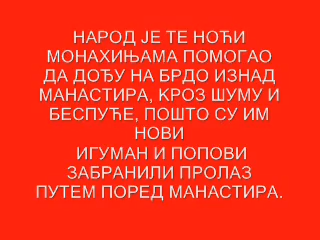 НАРОД ЈЕ ТЕ НОЋИ
МОНАХИЊАМА ПОМОГАО
ДА ДОЂУ НА БРДО ИЗНАД
МАНАСТИРА, КРОЗ ШУМУ И
БЕСПУЋЕ, ПОШТО СУ ИМ
НОВИ
ИГУМАН И ПОПОВИ
ЗАБРАНИЛИ ПРОЛАЗ
ПУТЕМ ПОРЕД МАНАСТИРА.